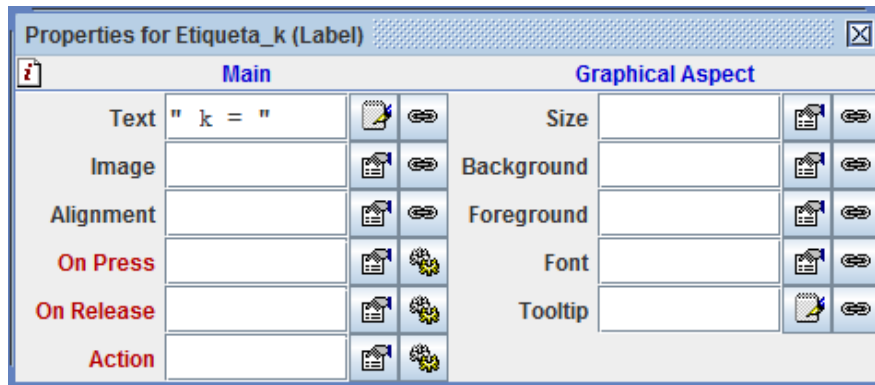 Properties for Etiqueta_k (Label)
i Main Graphical Aspect
Text " k = " Size
Image Background
Alignment Foreground
On Press Font
On Release Tooltip
Action